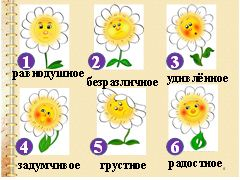 1 2 3
равнодушное безразличное удивлённое
4 5 6
задумчивое грустное радостное